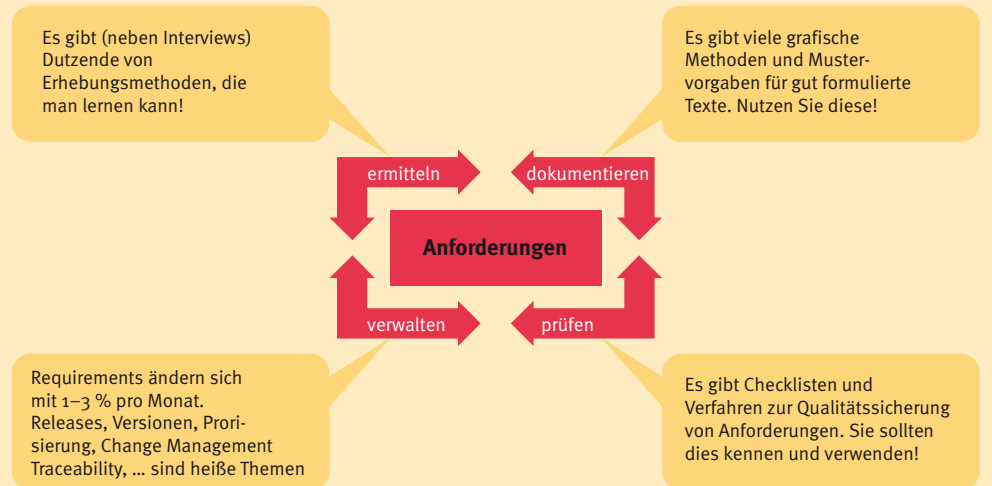 Es gibt (neben Interviews)
Dutzende von
Erhebungsmethoden, die
man lernen kann!
Es gibt viele grafische
Methoden und Muster-
vorgaben für gut formulierte
Texte. Nutzen Sie diese!
ermitteln
dokumentieren
Anforderungen
verwalten
prüfen
Requirements ändern sich
mit 1–3 % pro Monat.
Releases, Versionen, Prori-
sierung, Change Management
Traceability, ... sind heiße Themen
Es gibt Checklisten und
Verfahren zur Qualitätssicherung
von Anforderungen. Sie sollten
dies kennen und verwenden!